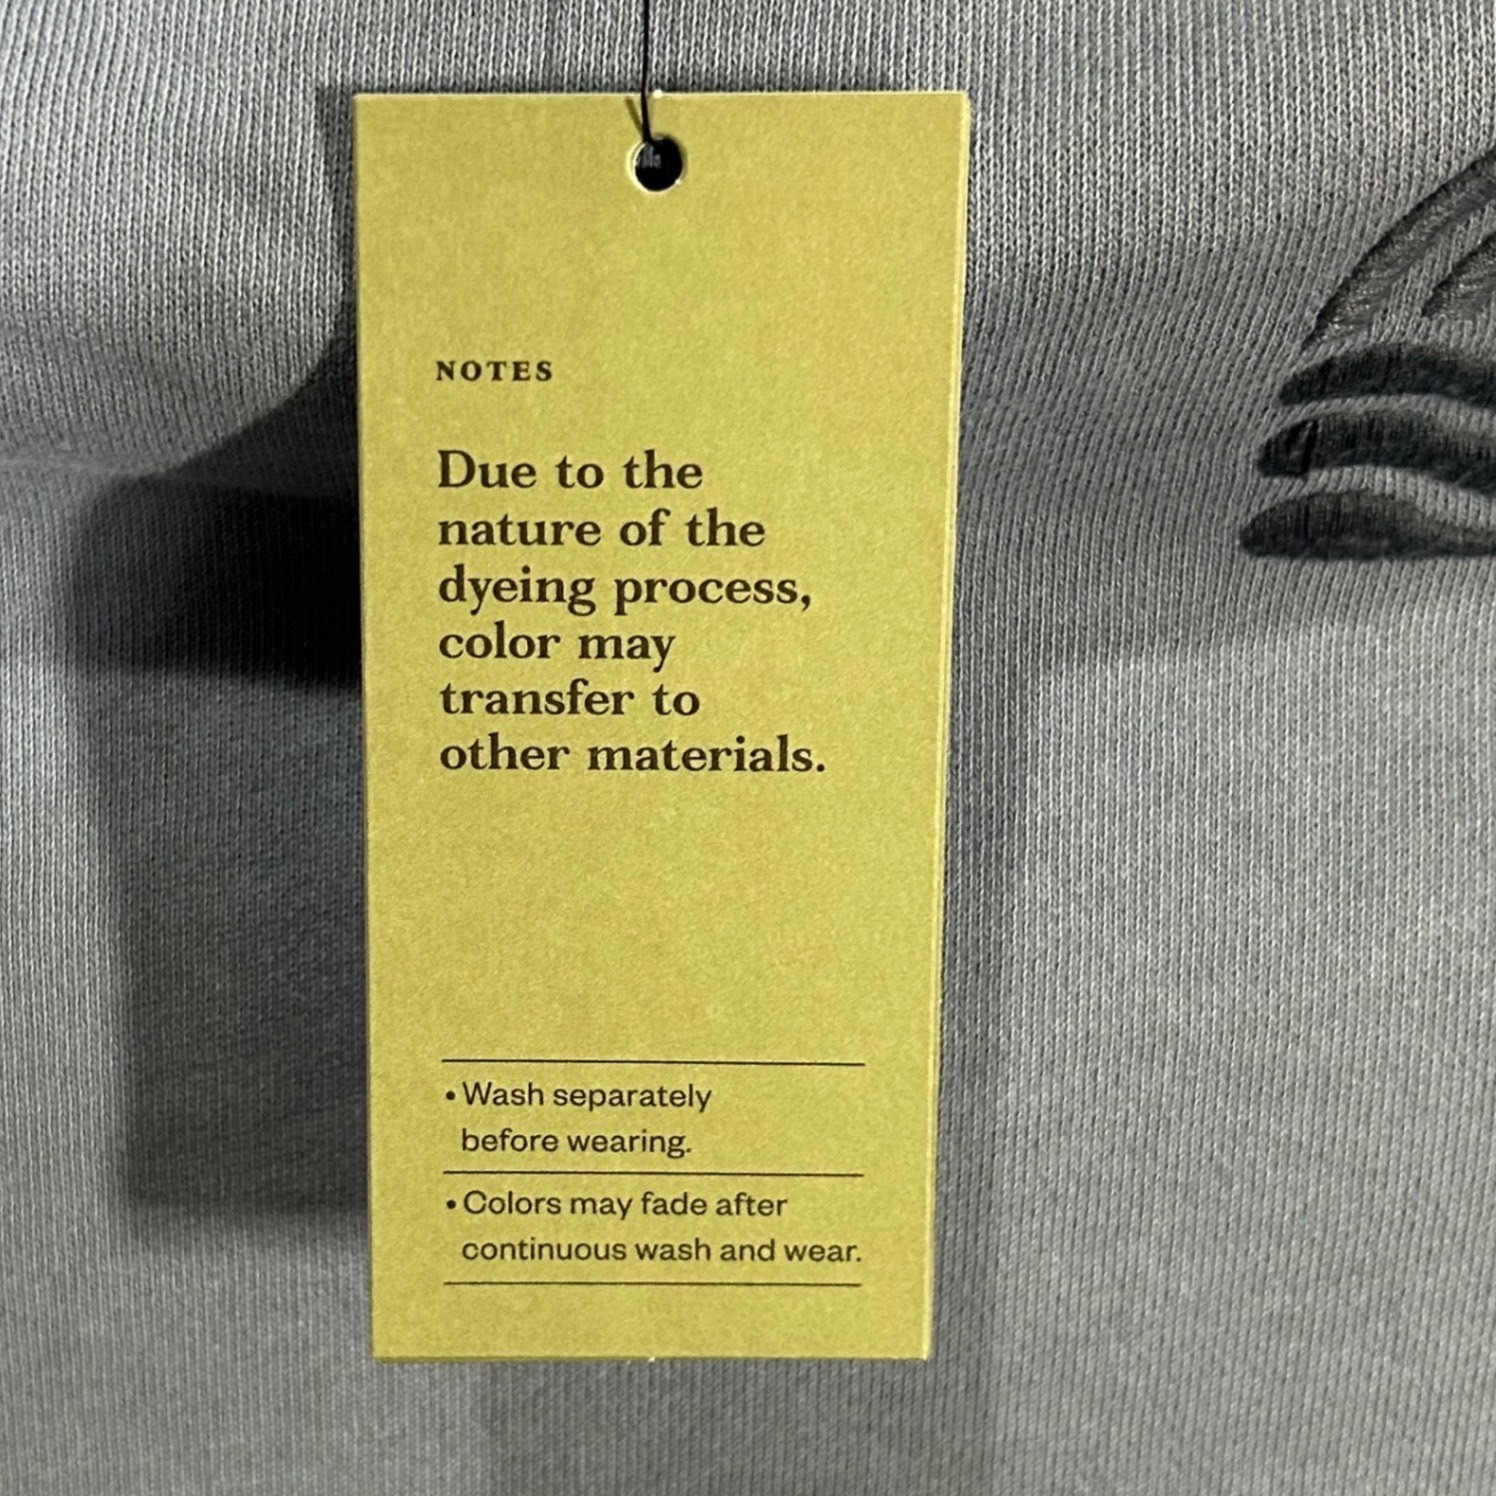 NOTES
Due to the
nature of the
dyeing process,
color may
transfer to
other materials.
• Wash separately
before wearing.
• Colors may fade after
continuous wash and wear.